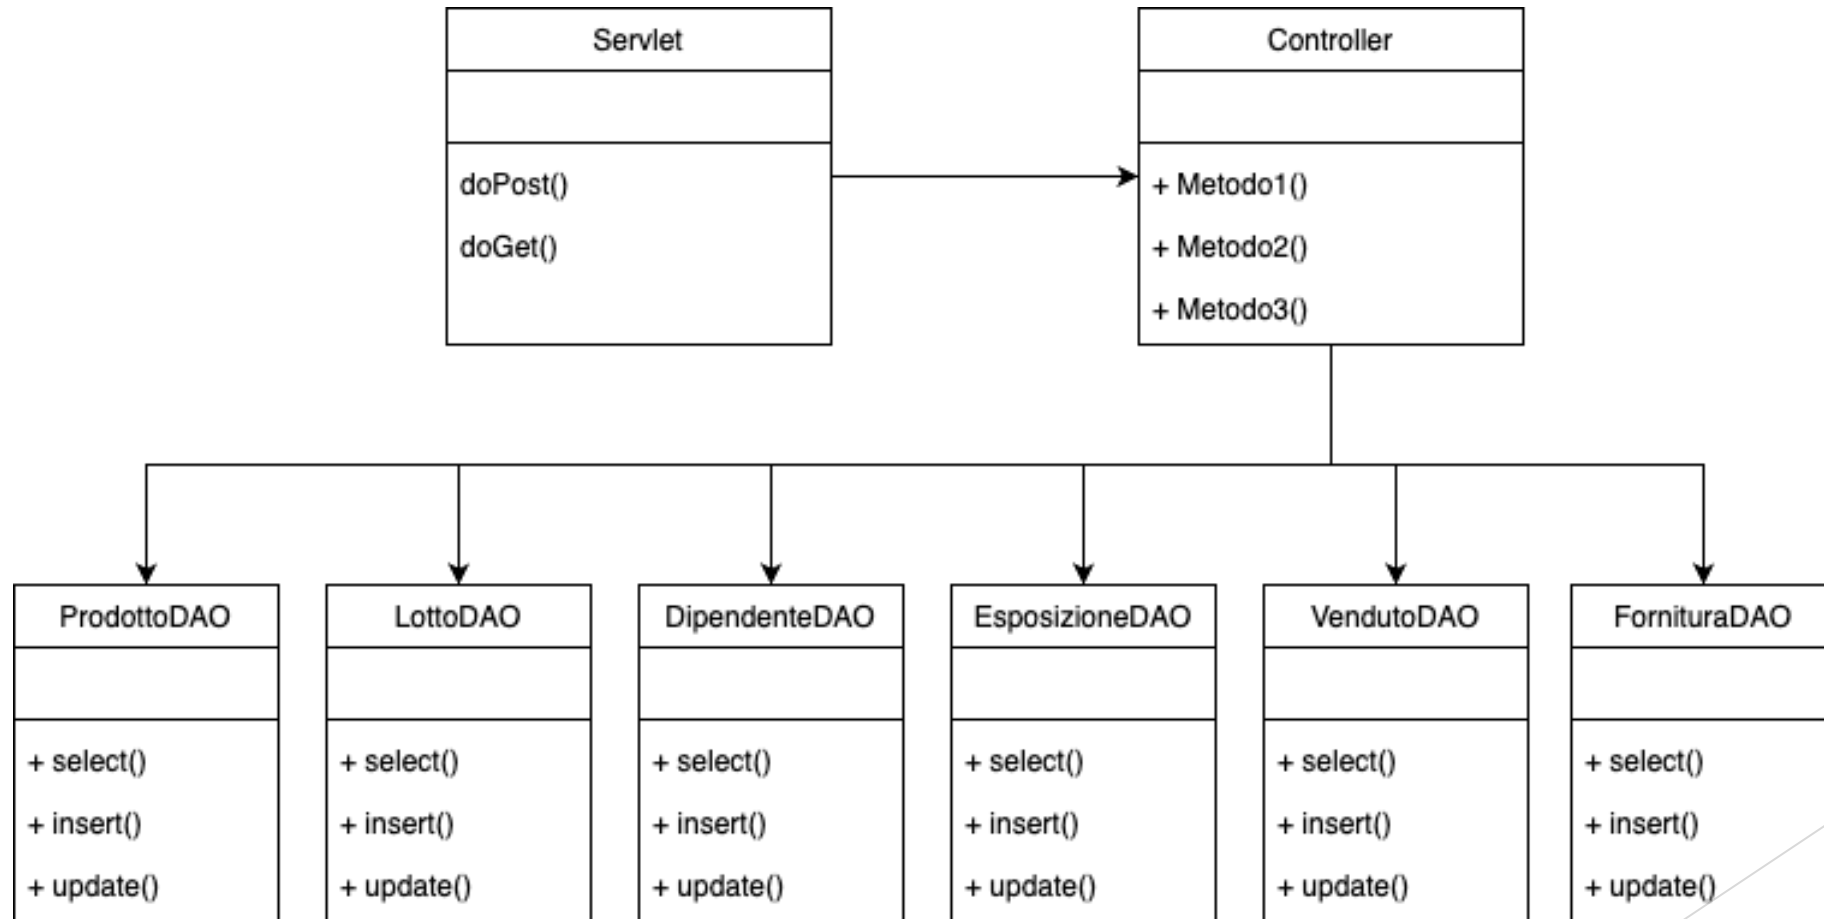 Servlet
doPost()
doGet()
Controller
+ Metodo1()
+ Metodo2()
+ Metodo3()
ProdottoDAO
+ select()
+ insert()
+ update()
LottoDAO
+ select()
+ insert()
+ update()
DipendenteDAO
+ select()
+ insert()
+ update()
EsposizioneDAO
+ select()
+ insert()
+ update()
VendutoDAO
+ select()
+ insert()
+ update()
FornituraDAO
+ select()
+ insert()
+ update()